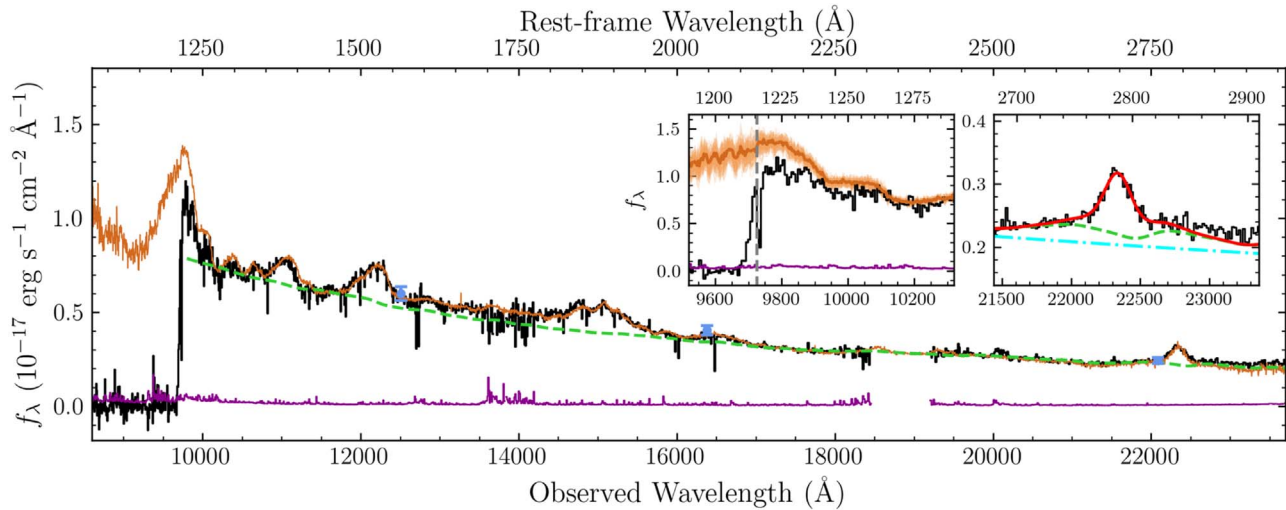 Rest-frame Wavelength (Å)
1250 1500 1750 2000 2250 2500 2750
f_λ (10⁻¹⁷ erg s⁻¹ cm⁻² Å⁻¹)
1.5
1.0
0.5
0.0
10000 12000 14000 16000 18000 20000 22000
Observed Wavelength (Å)
1200 1225 1250 1275
f_λ
1.5
1.0
0.5
0.0
9600 9800 10000 10200
2700 2800 2900
0.4
0.3
0.2
21500 22000 22500 23000